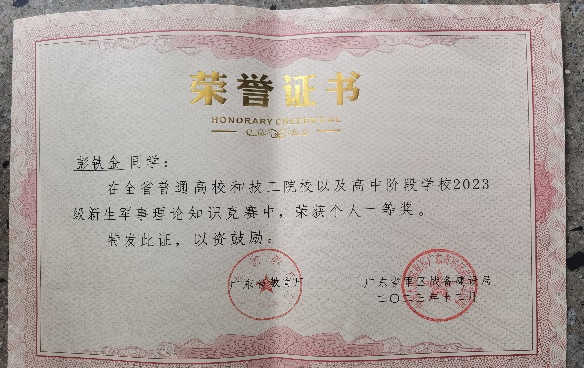 荣誉证书
HONORARY CREDENTIAL
彭铁金同学:
在全省普通高校和技工院校以及高中阶段学校2023
级新生军事理论知识竞赛中，荣获个人一等奖。
特发此证，以资鼓励。
广东省教育厅 广东省军区战备建设局
二〇二三年十二月